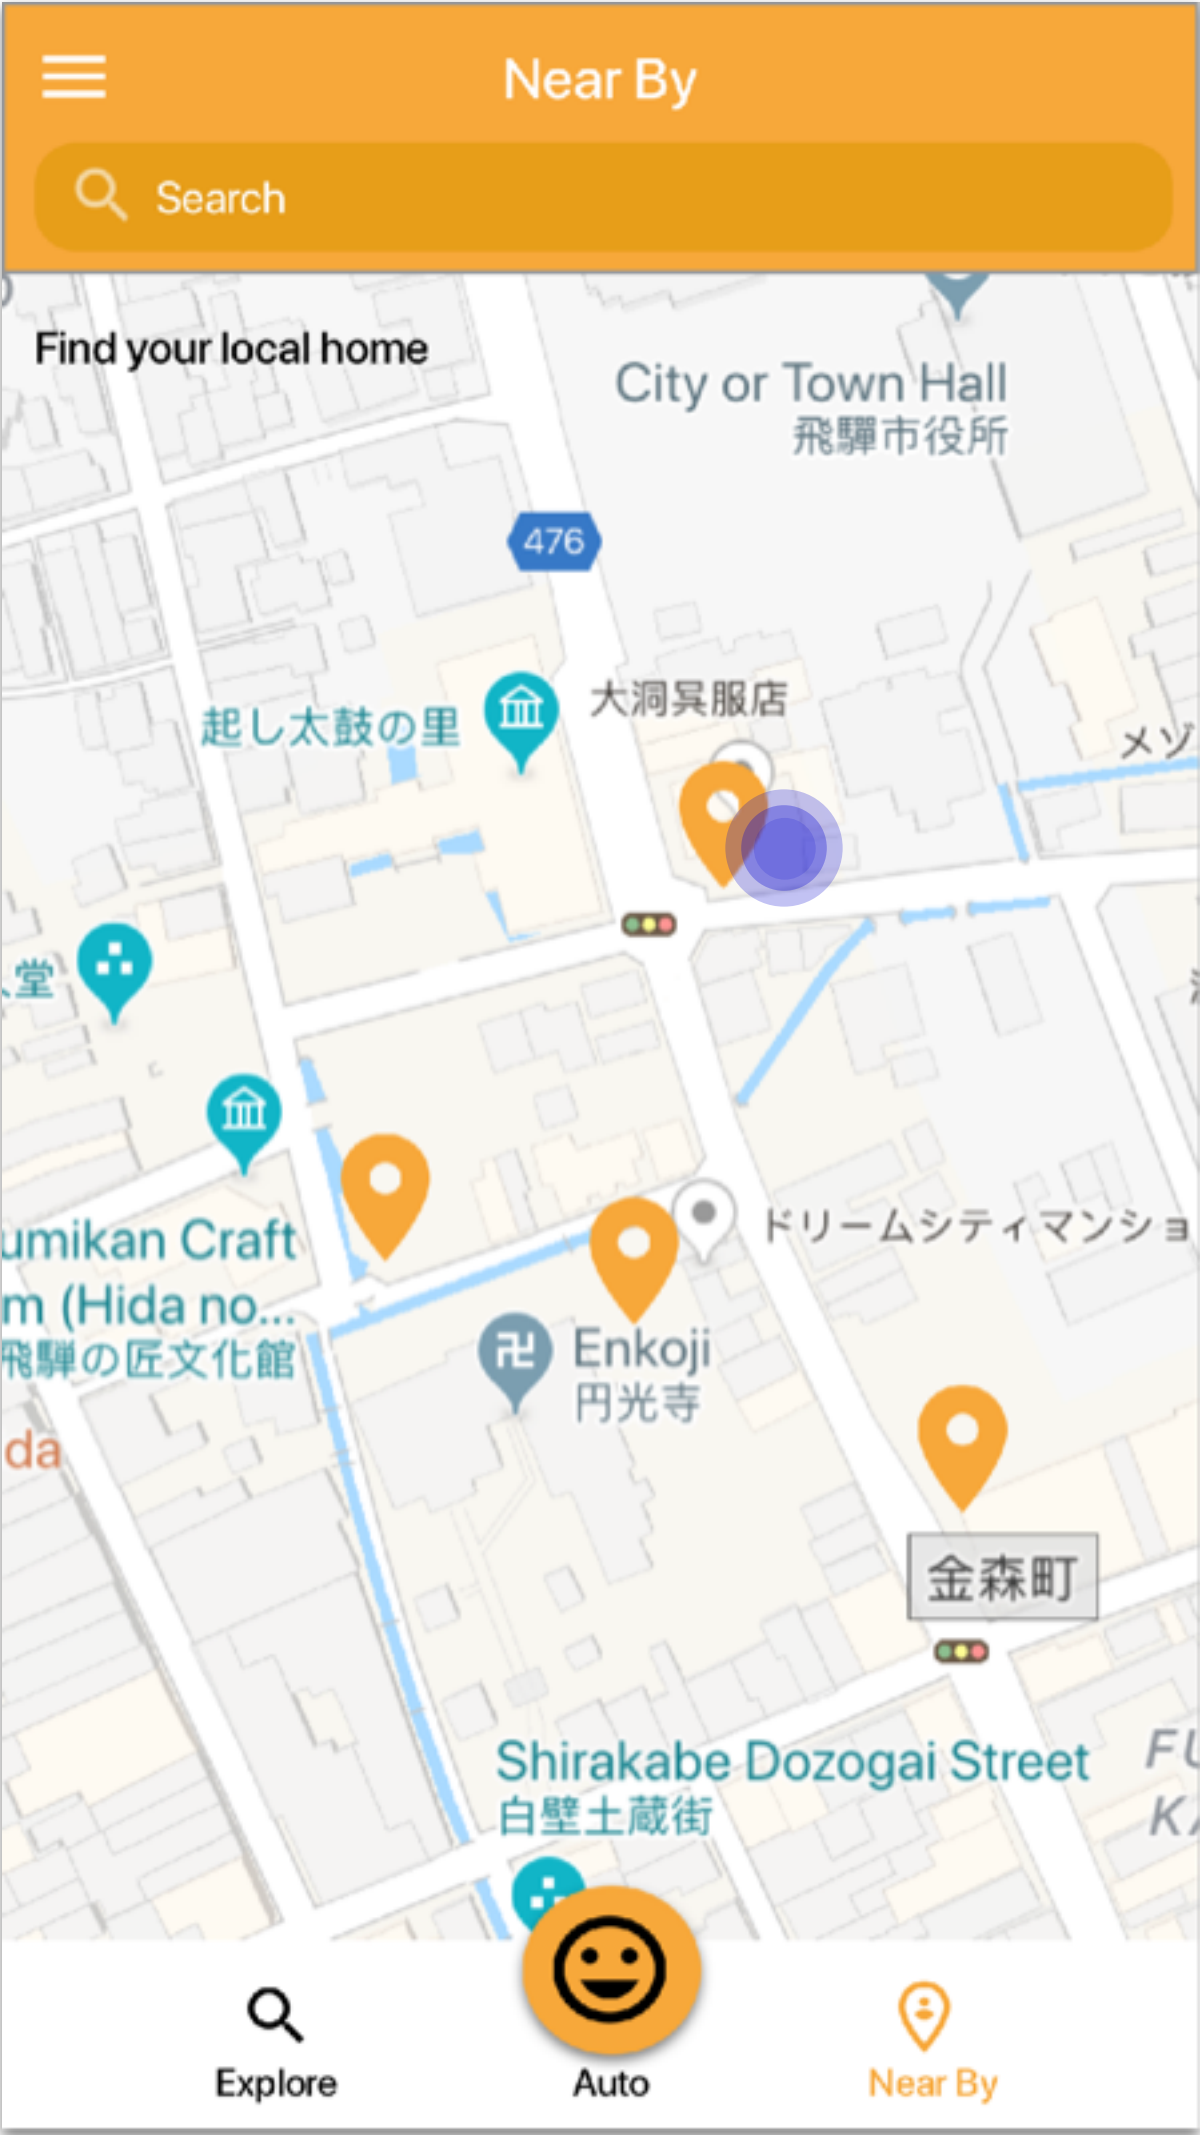 Near By
Search
Find your local home
City or Town Hall
飛騨市役所
476
大洞呉服店
起し太鼓の里
メゾ
堂
umikan Craft
m (Hida no...
飛騨の匠文化館
ドリームシティマンショ
Enkoji
円光寺
da
金森町
Shirakabe Dozogai Street
白壁土蔵街
FU
KA
Explore
Auto
Near By